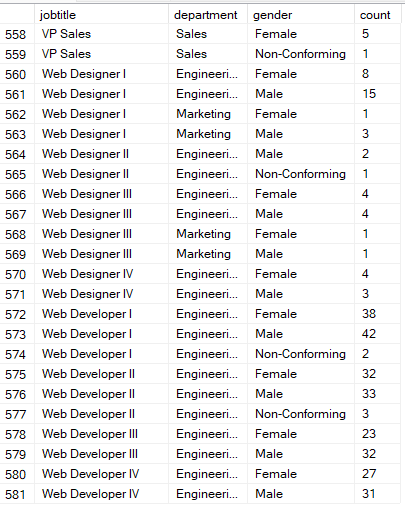 jobtitle department gender count
558 VP Sales Sales Female 5
559 VP Sales Sales Non-Conforming 1
560 Web Designer I Engineeri... Female 8
561 Web Designer I Engineeri... Male 15
562 Web Designer I Marketing Female 1
563 Web Designer I Marketing Male 3
564 Web Designer II Engineeri... Male 2
565 Web Designer II Engineeri... Non-Conforming 1
566 Web Designer III Engineeri... Female 4
567 Web Designer III Engineeri... Male 4
568 Web Designer III Marketing Female 1
569 Web Designer III Marketing Male 1
570 Web Designer IV Engineeri... Female 4
571 Web Designer IV Engineeri... Male 3
572 Web Developer I Engineeri... Female 38
573 Web Developer I Engineeri... Male 42
574 Web Developer I Engineeri... Non-Conforming 2
575 Web Developer II Engineeri... Female 32
576 Web Developer II Engineeri... Male 33
577 Web Developer II Engineeri... Non-Conforming 3
578 Web Developer III Engineeri... Female 23
579 Web Developer III Engineeri... Male 32
580 Web Developer IV Engineeri... Female 27
581 Web Developer IV Engineeri... Male 31